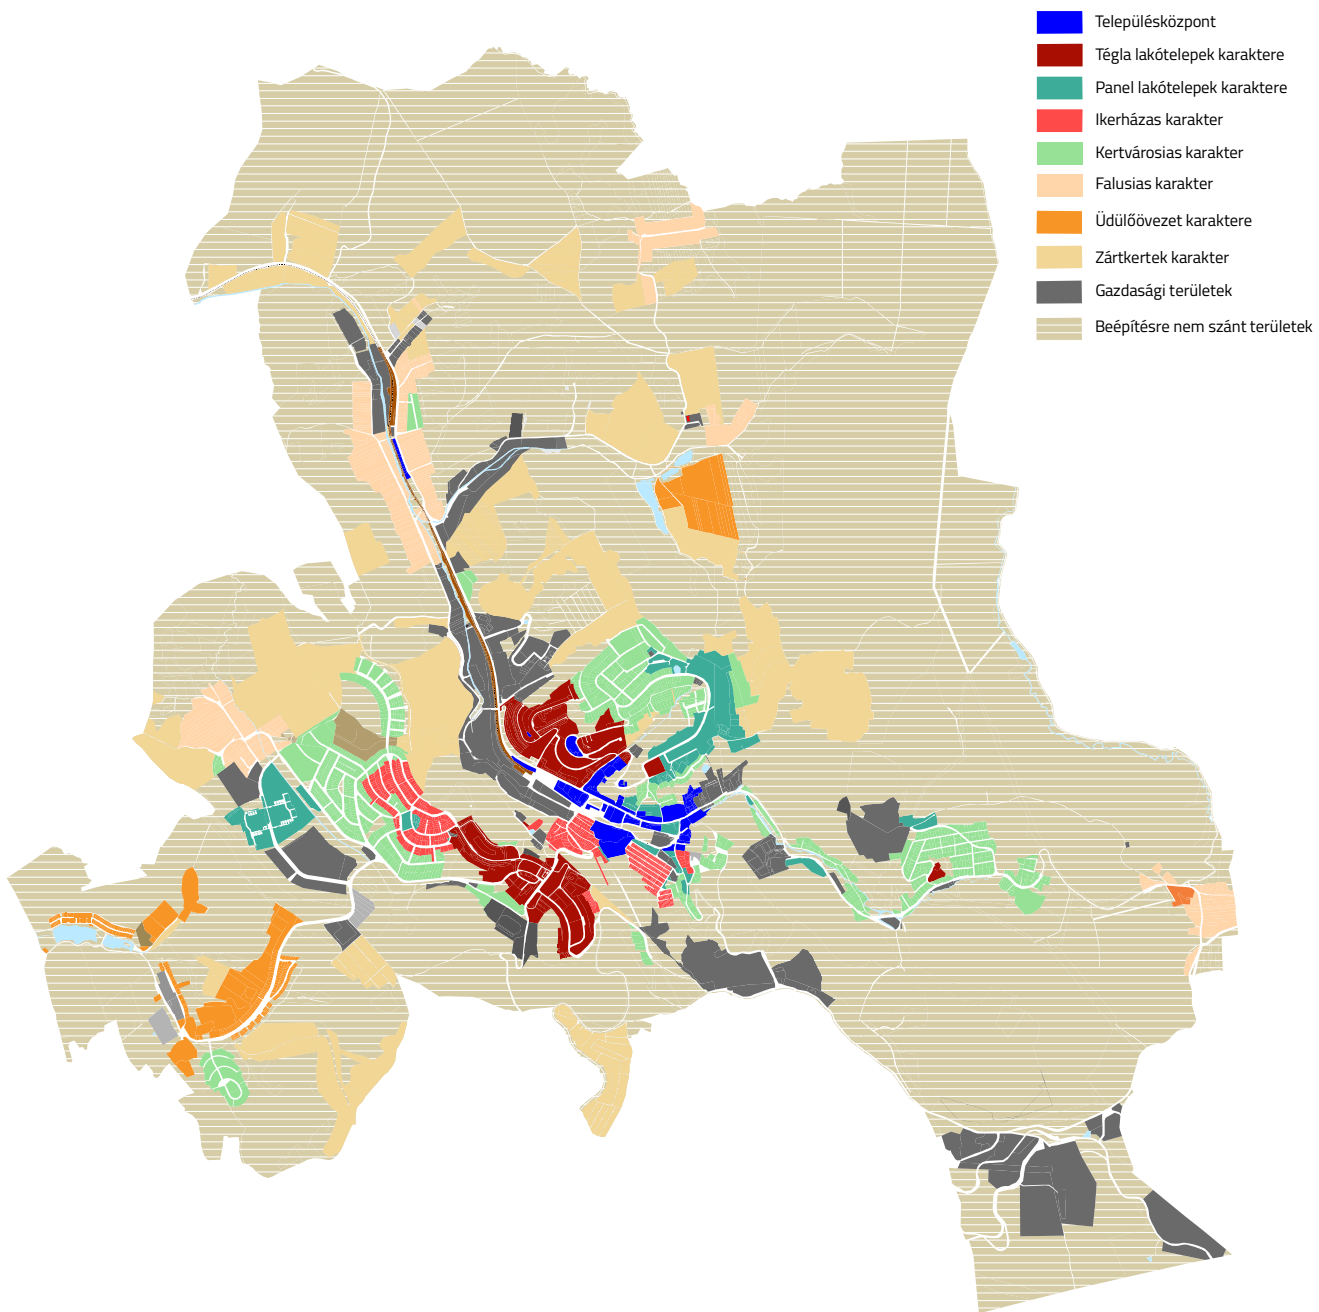 Településközpont
Tégla lakótelepek karaktere
Panel lakótelepek karaktere
Ikerházas karakter
Kertvárosias karakter
Falusias karakter
Üdülőövezet karaktere
Zártkertek karakter
Gazdasági területek
Beépítésre nem szánt területek